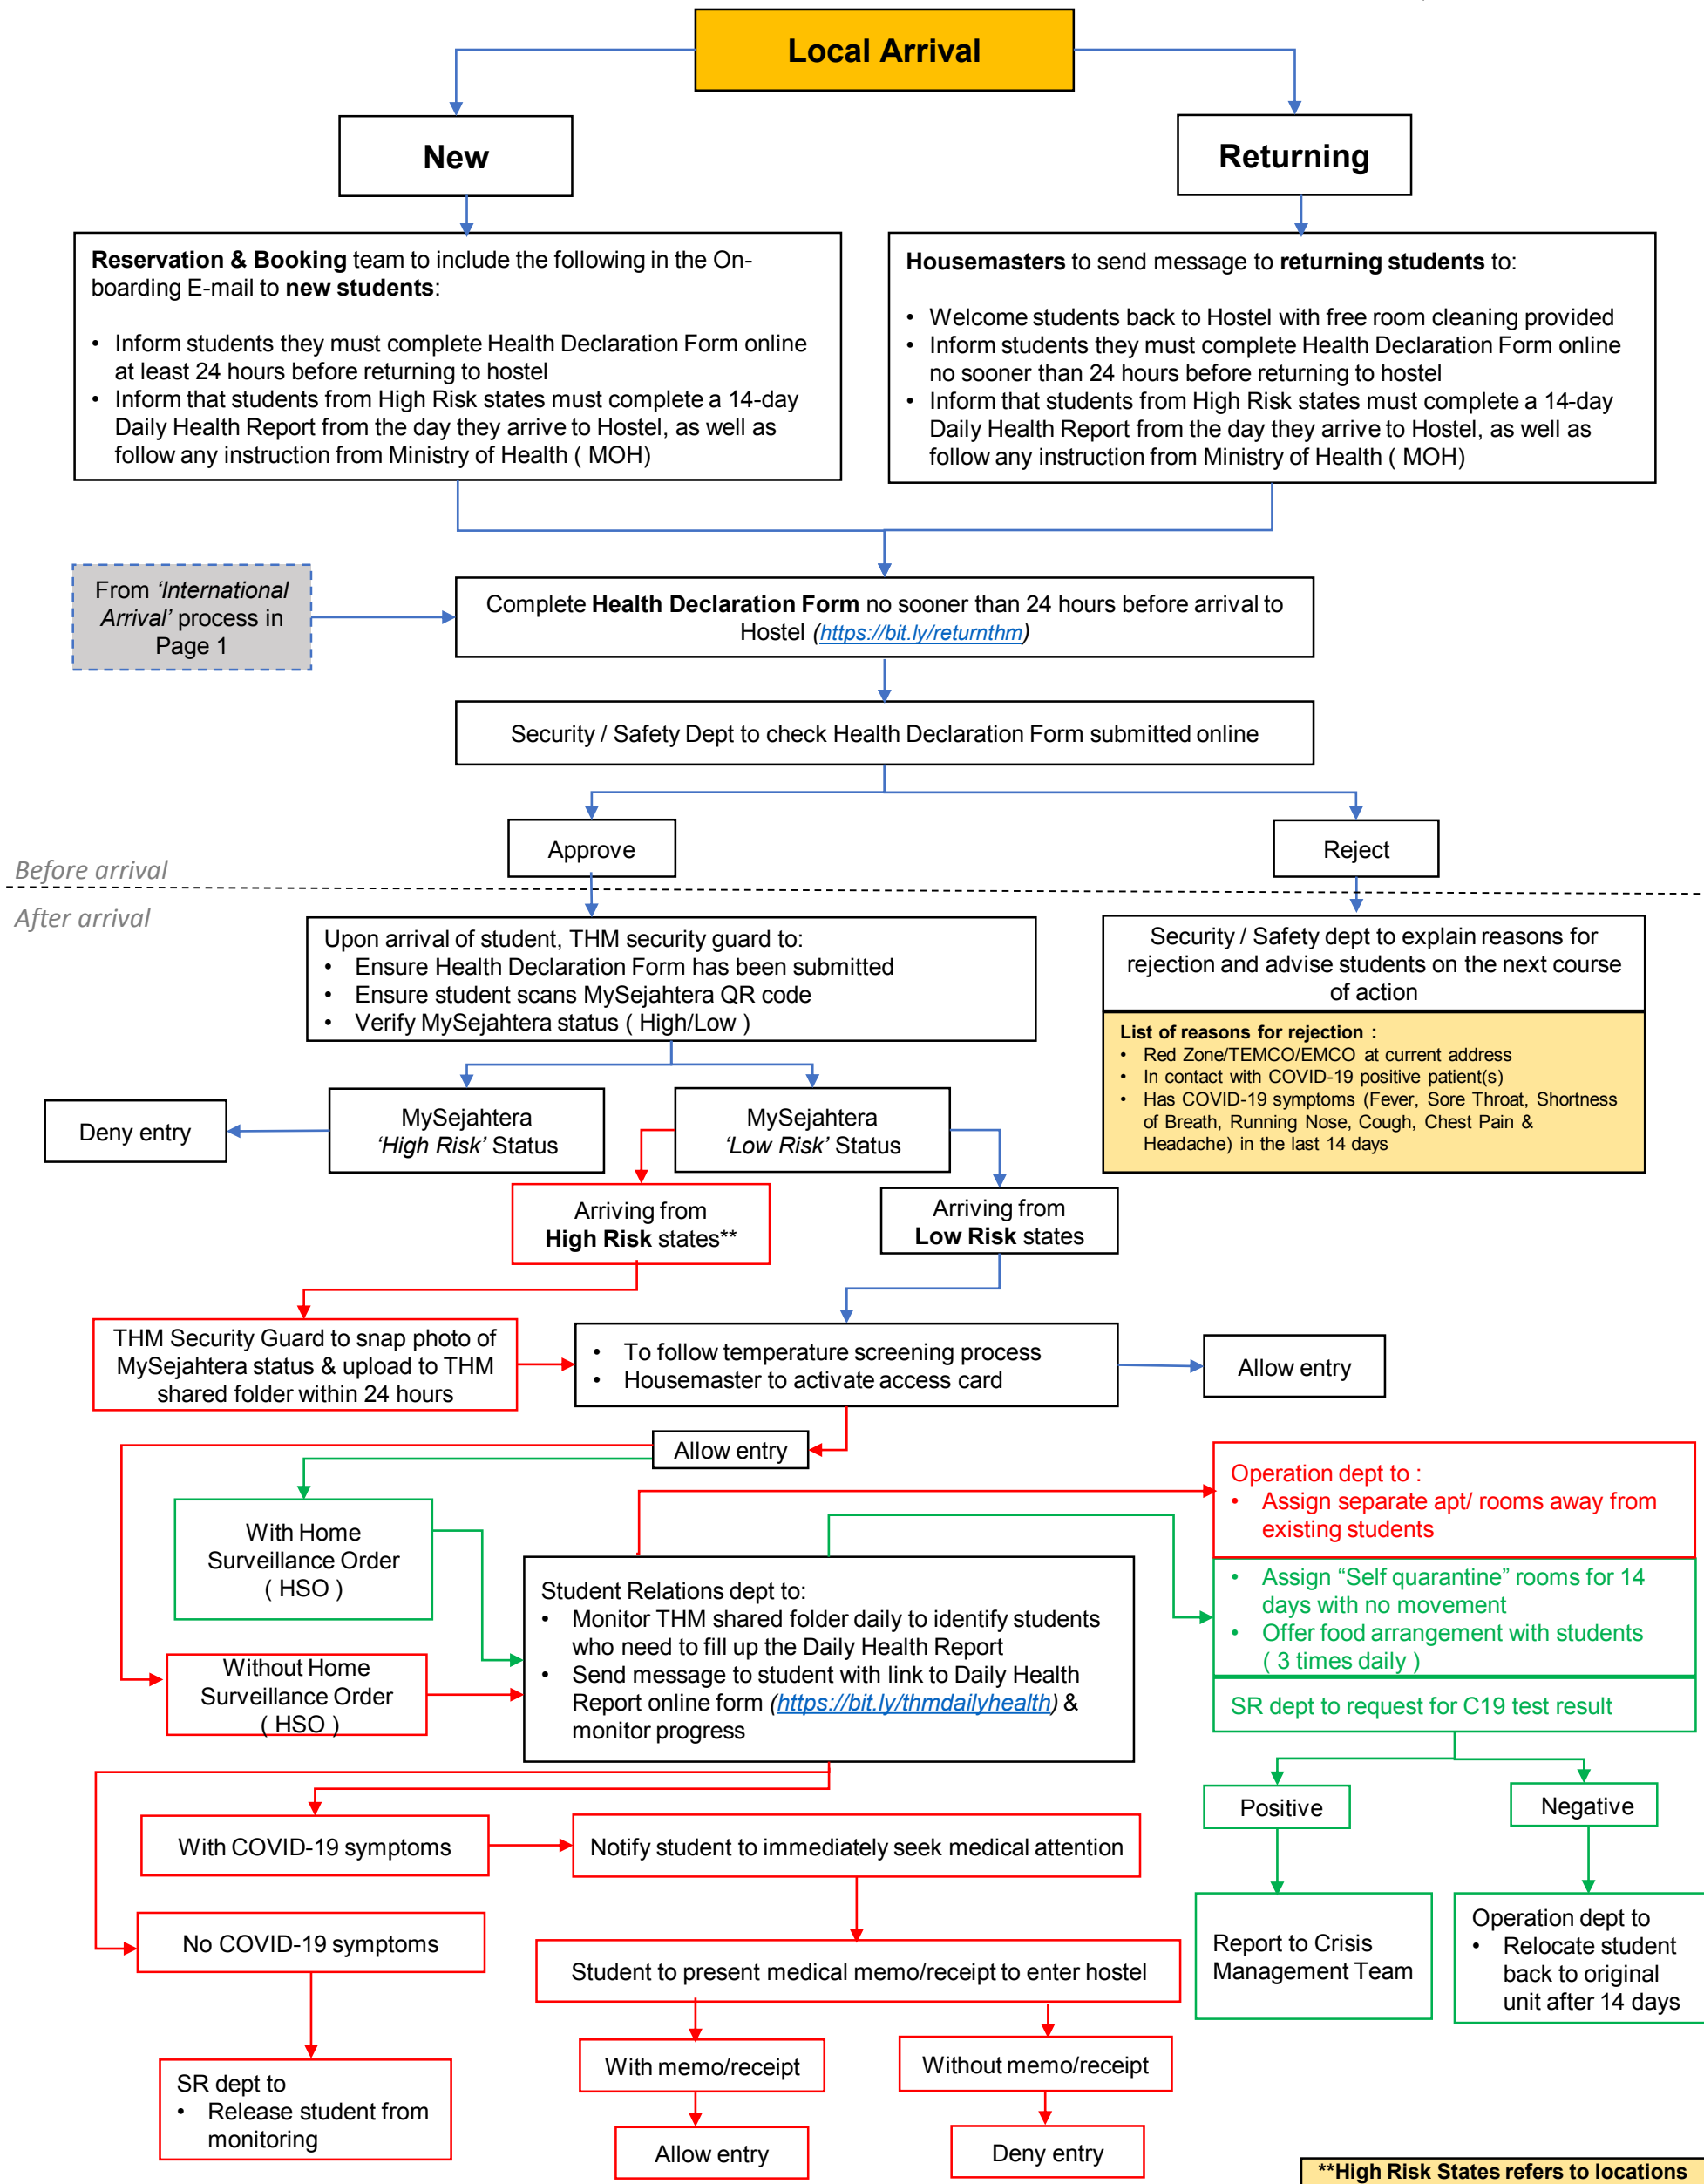 Local Arrival
New
Returning
Reservation & Booking team to include the following in the On-
boarding E-mail to new students:
• Inform students they must complete Health Declaration Form online
at least 24 hours before returning to hostel
• Inform that students from High Risk states must complete a 14-day
Daily Health Report from the day they arrive to Hostel, as well as
follow any instruction from Ministry of Health ( MOH)
Housemasters to send message to returning students to:
• Welcome students back to Hostel with free room cleaning provided
• Inform students they must complete Health Declaration Form online
no sooner than 24 hours before returning to hostel
• Inform that students from High Risk states must complete a 14-day
Daily Health Report from the day they arrive to Hostel, as well as
follow any instruction from Ministry of Health ( MOH)
From ‘International
Arrival’ process in
Page 1
Complete Health Declaration Form no sooner than 24 hours before arrival to
Hostel (https://bit.ly/returnthm)
Security / Safety Dept to check Health Declaration Form submitted online
Approve
Reject
Before arrival
After arrival
Upon arrival of student, THM security guard to:
• Ensure Health Declaration Form has been submitted
• Ensure student scans MySejahtera QR code
• Verify MySejahtera status ( High/Low )
Security / Safety dept to explain reasons for
rejection and advise students on the next course
of action
List of reasons for rejection :
• Red Zone/TEMCO/EMCO at current address
• In contact with COVID-19 positive patient(s)
• Has COVID-19 symptoms (Fever, Sore Throat, Shortness
of Breath, Running Nose, Cough, Chest Pain &
Headache) in the last 14 days
Deny entry
MySejahtera
‘High Risk’ Status
MySejahtera
‘Low Risk’ Status
Arriving from
High Risk states**
Arriving from
Low Risk states
THM Security Guard to snap photo of
MySejahtera status & upload to THM
shared folder within 24 hours
• To follow temperature screening process
• Housemaster to activate access card
Allow entry
Allow entry
With Home
Surveillance Order
( HSO )
Without Home
Surveillance Order
( HSO )
Student Relations dept to:
• Monitor THM shared folder daily to identify students
who need to fill up the Daily Health Report
• Send message to student with link to Daily Health
Report online form (https://bit.ly/thmdailyhealth) &
monitor progress
Operation dept to :
• Assign separate apt/ rooms away from
existing students
• Assign “Self quarantine” rooms for 14
days with no movement
• Offer food arrangement with students
( 3 times daily )
SR dept to request for C19 test result
Positive
Negative
Report to Crisis
Management Team
Operation dept to
• Relocate student
back to original
unit after 14 days
With COVID-19 symptoms
Notify student to immediately seek medical attention
No COVID-19 symptoms
Student to present medical memo/receipt to enter hostel
SR dept to
• Release student from
monitoring
With memo/receipt
Without memo/receipt
Allow entry
Deny entry
**High Risk States refers to locations